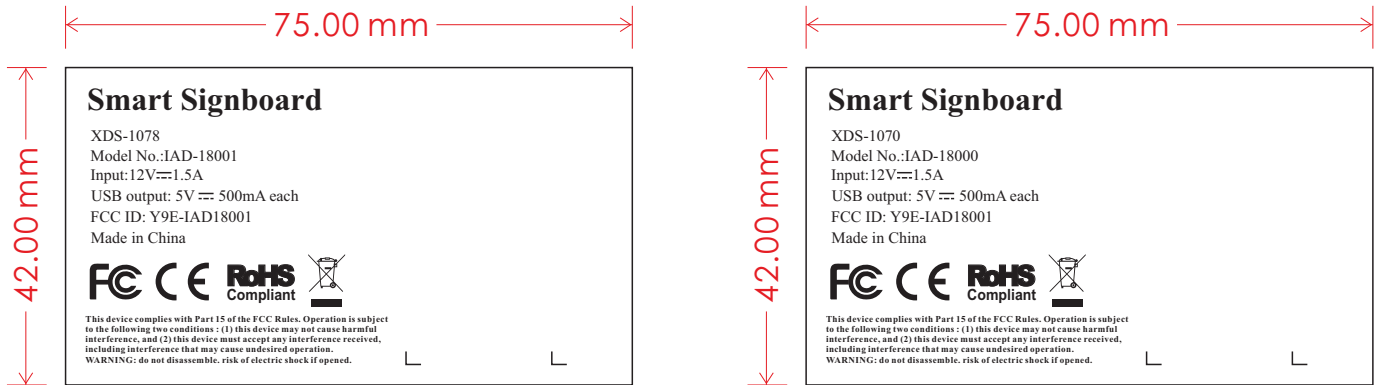 75.00 mm
42.00 mm
Smart Signboard
XDS-1078
Model No.:IAD-18001
Input:12V⎓1.5A
USB output: 5V ⎓ 500mA each
FCC ID: Y9E-IAD18001
Made in China
FC CE RoHS
Compliant
This device complies with Part 15 of the FCC Rules. Operation is subject
to the following two conditions : (1) this device may not cause harmful
interference, and (2) this device must accept any interference received,
including interference that may cause undesired operation.
WARNING: do not disassemble. risk of electric shock if opened.
75.00 mm
42.00 mm
Smart Signboard
XDS-1070
Model No.:IAD-18000
Input:12V⎓1.5A
USB output: 5V ⎓ 500mA each
FCC ID: Y9E-IAD18001
Made in China
FC CE RoHS
Compliant
This device complies with Part 15 of the FCC Rules. Operation is subject
to the following two conditions : (1) this device may not cause harmful
interference, and (2) this device must accept any interference received,
including interference that may cause undesired operation.
WARNING: do not disassemble. risk of electric shock if opened.